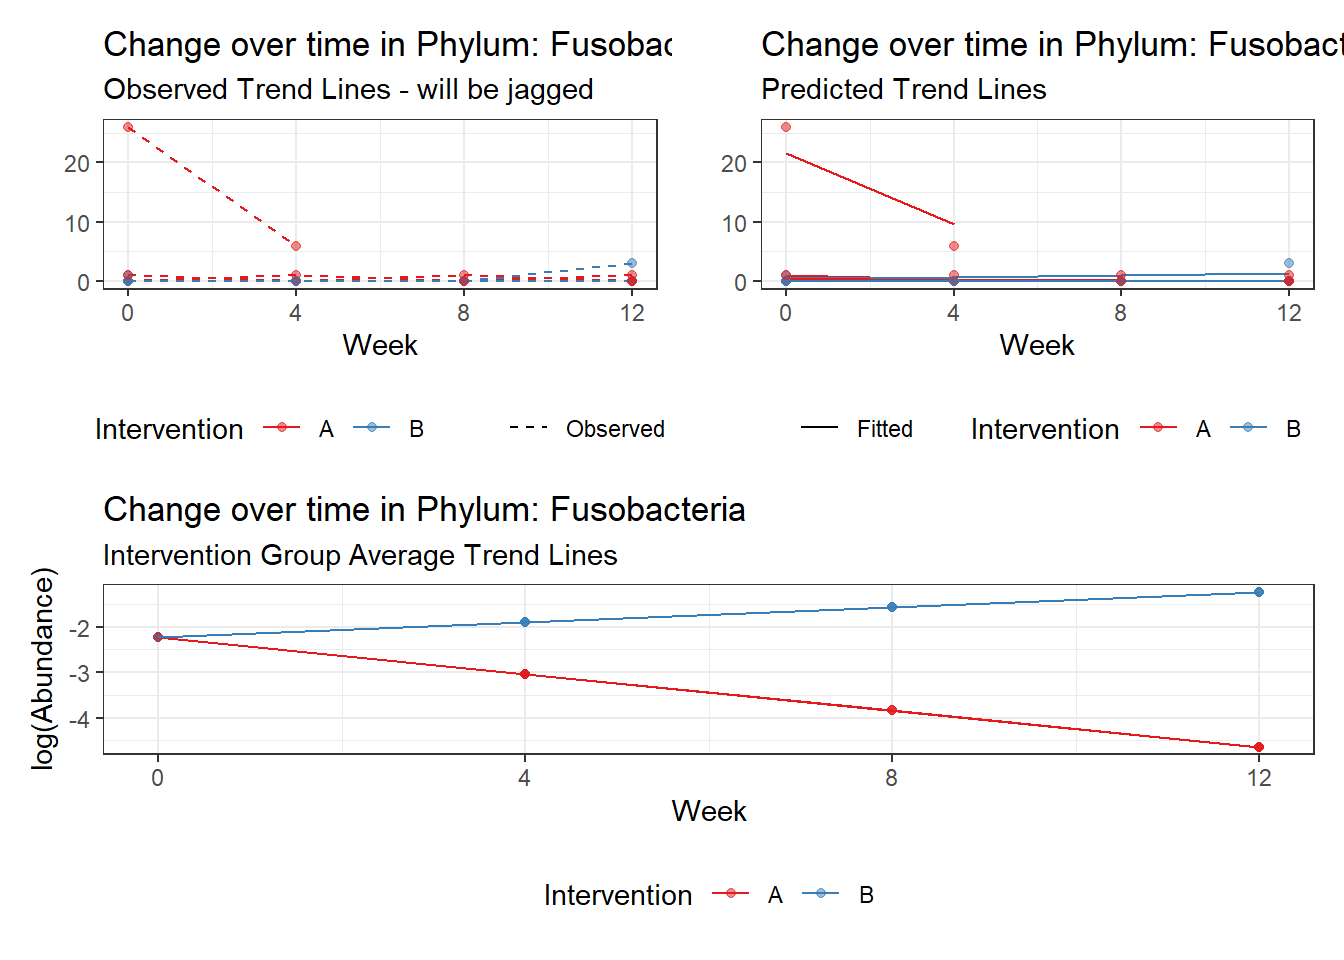 Change over time in Phylum: Fusobac
Observed Trend Lines - will be jagged
20
10
0
0 4 8 12
Week
Intervention A B Observed
Change over time in Phylum: Fusobact
Predicted Trend Lines
20
10
0
0 4 8 12
Week
Fitted Intervention A B
Change over time in Phylum: Fusobacteria
Intervention Group Average Trend Lines
log(Abundance)
-2
-3
-4
0 4 8 12
Week
Intervention A B